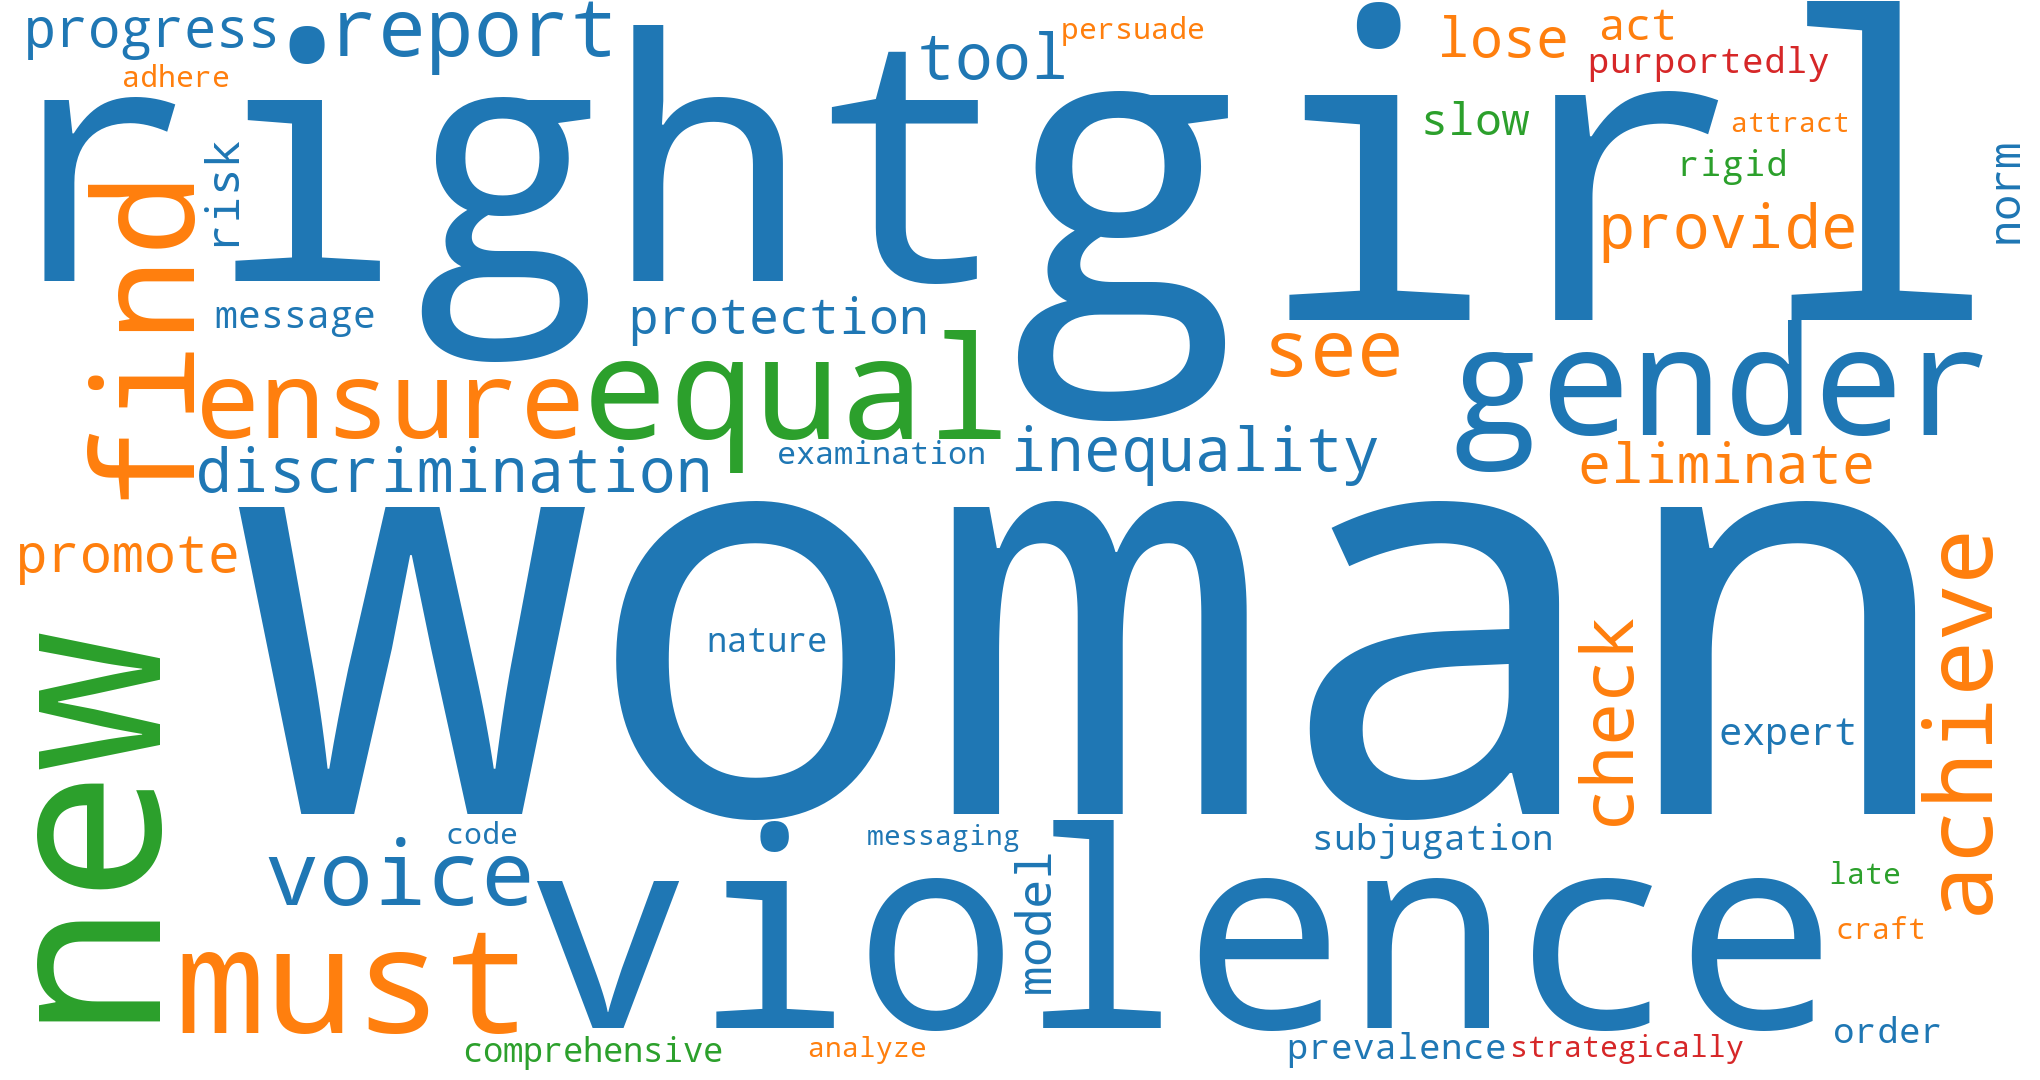 progress
report
tool
persuade
lose
act
purportedly
adhere
right
girl
slow
attract
rigid
norm
risk
find
provide
message
protection
ensure
equal
see
gender
discrimination
examination
inequality
eliminate
promote
woman
nature
check
expert
achieve
new
voice
code
messaging
subjugation
model
violence
late
craft
must
comprehensive
analyze
prevalence
strategically
order